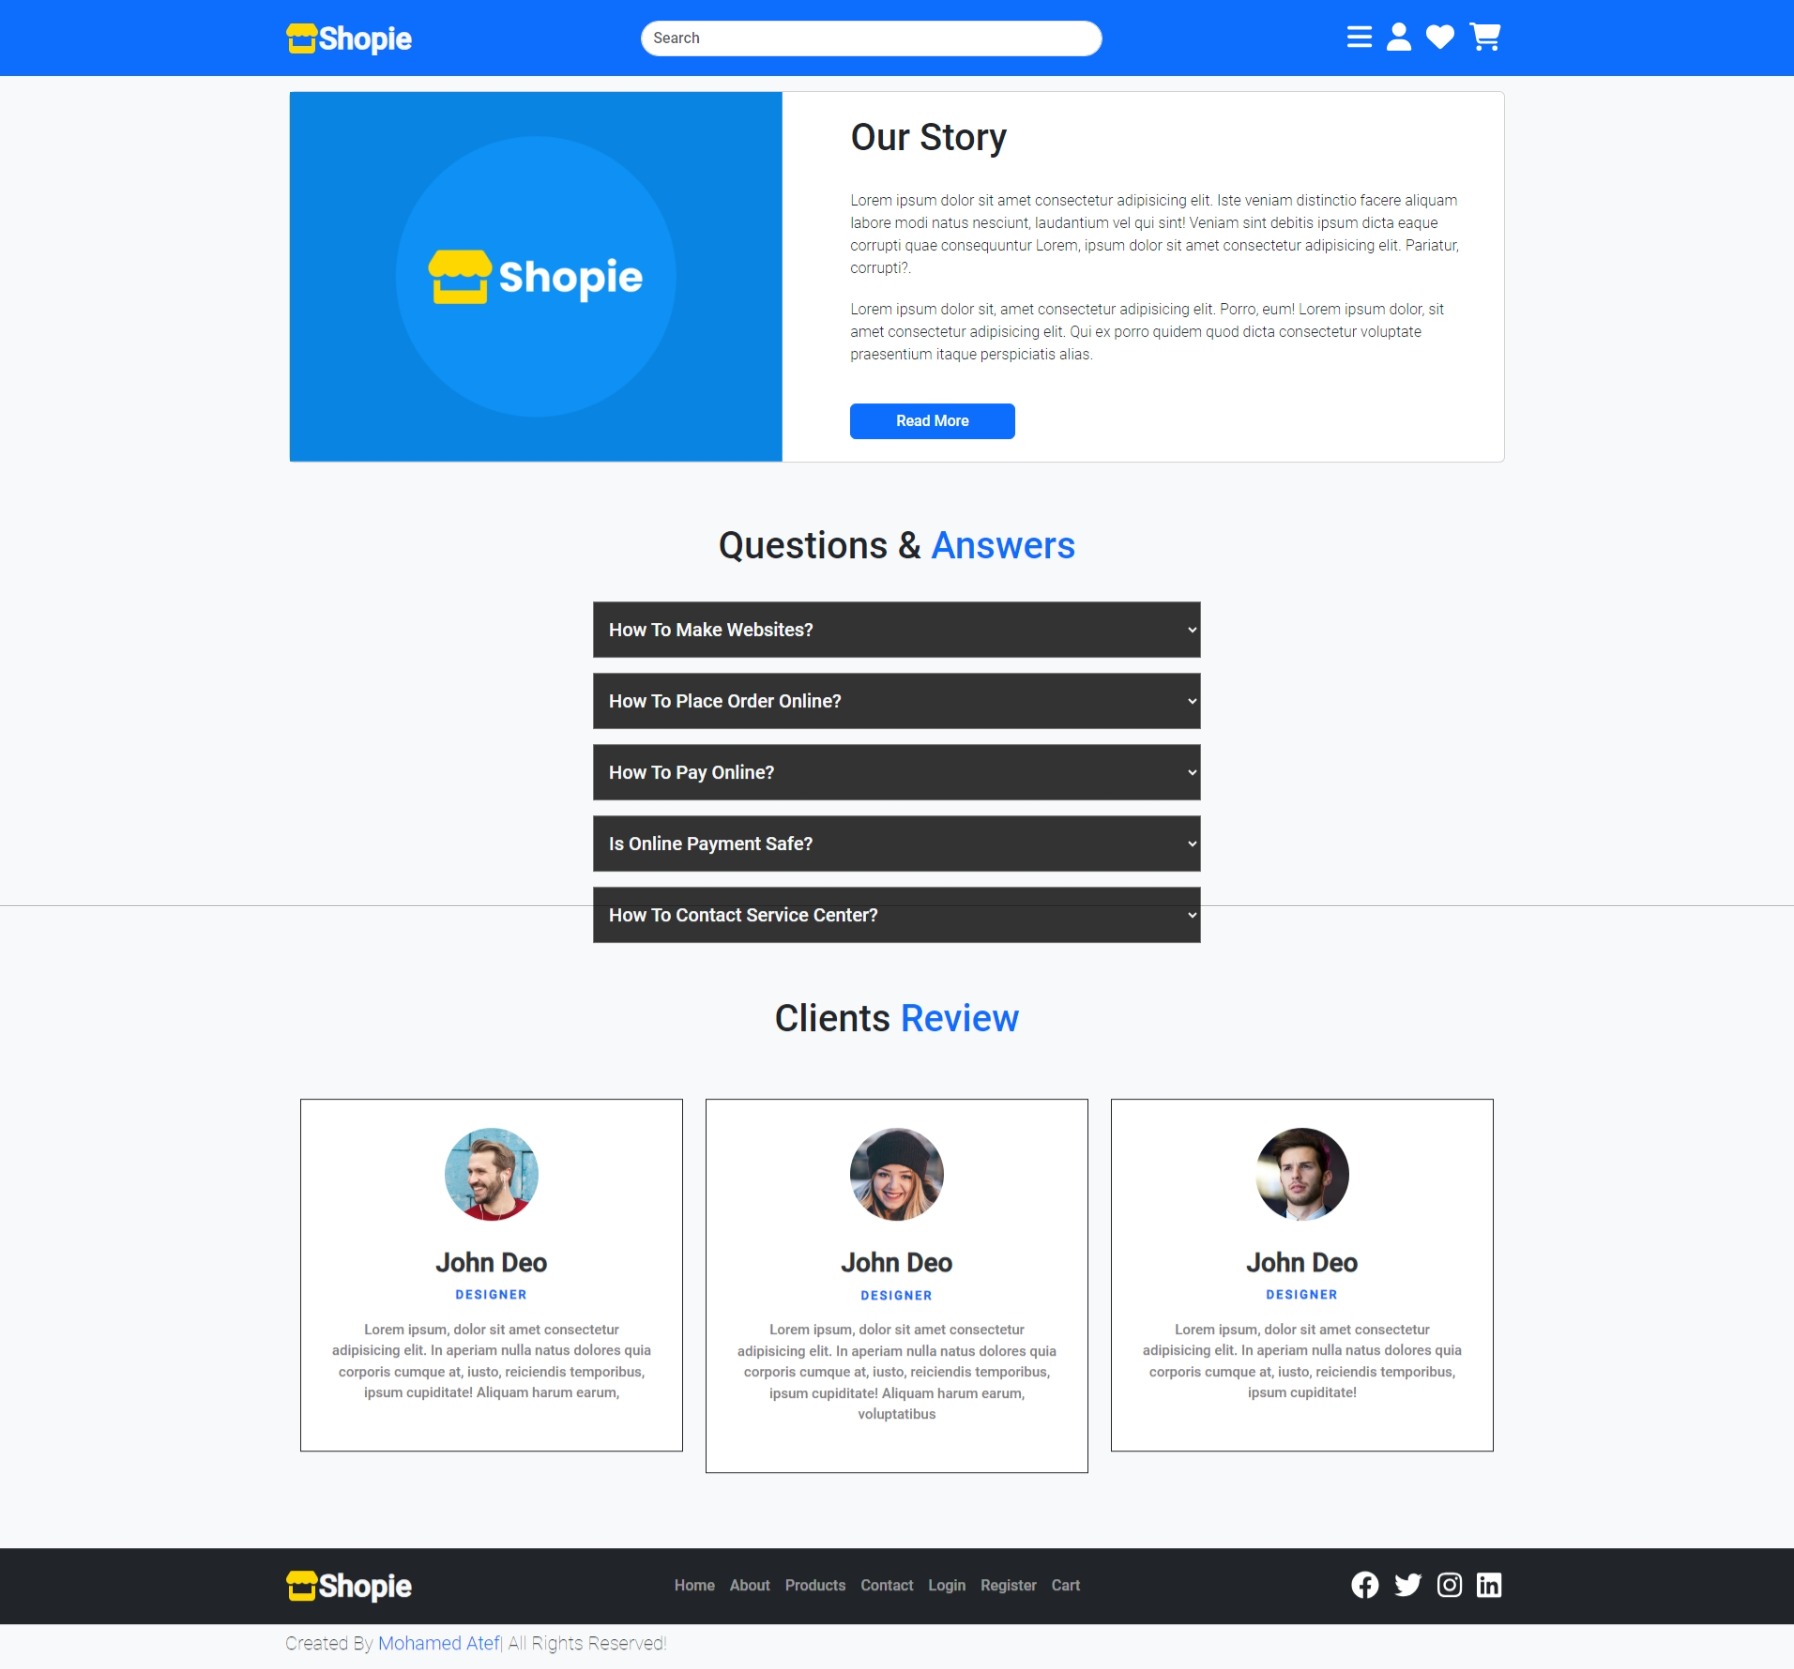 Shopie
Search
Shopie
Our Story
Lorem ipsum dolor sit amet consectetur adipisicing elit. Iste veniam distinctio facere aliquam
labore modi natus nesciunt, laudantium vel qui sint! Veniam sint debitis ipsum dicta eaque
corrupti quae consequuntur Lorem, ipsum dolor sit amet consectetur adipisicing elit. Pariatur,
corrupti?.
Lorem ipsum dolor sit, amet consectetur adipisicing elit. Porro, eum! Lorem ipsum dolor, sit
amet consectetur adipisicing elit. Qui ex porro quidem quod dicta consectetur voluptate
praesentium itaque perspiciatis alias.
Read More
Questions & Answers
How To Make Websites?
How To Place Order Online?
How To Pay Online?
Is Online Payment Safe?
How To Contact Service Center?
Clients Review
John Deo
DESIGNER
Lorem ipsum, dolor sit amet consectetur
adipisicing elit. In aperiam nulla natus dolores quia
corporis cumque at, iusto, reiciendis temporibus,
ipsum cupiditate! Aliquam harum earum,
John Deo
DESIGNER
Lorem ipsum, dolor sit amet consectetur
adipisicing elit. In aperiam nulla natus dolores quia
corporis cumque at, iusto, reiciendis temporibus,
ipsum cupiditate! Aliquam harum earum,
voluptatibus
John Deo
DESIGNER
Lorem ipsum, dolor sit amet consectetur
adipisicing elit. In aperiam nulla natus dolores quia
corporis cumque at, iusto, reiciendis temporibus,
ipsum cupiditate!
Shopie
Home About Products Contact Login Register Cart
Created By Mohamed Atef| All Rights Reserved!